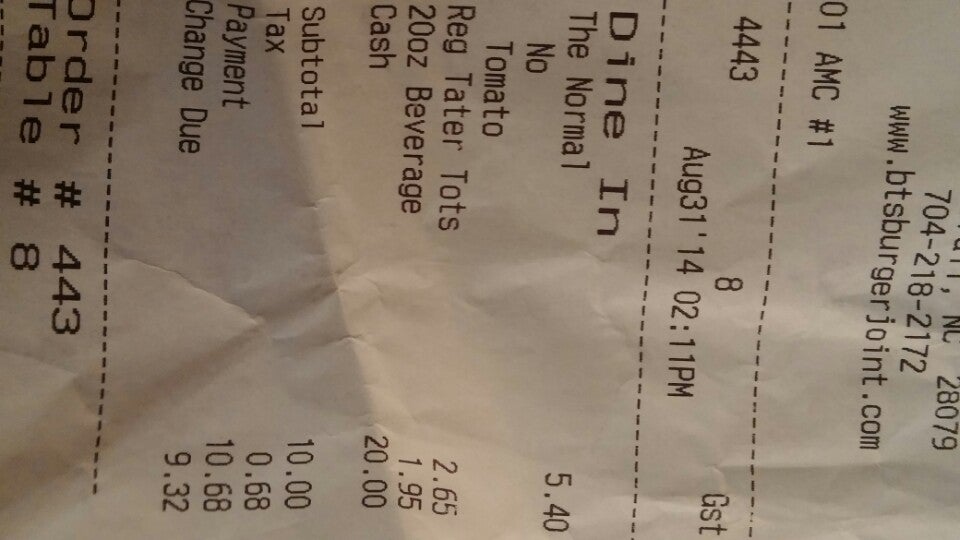 NC 28079
704-218-2172
www.btsburgerjoint.com
01 AMC #1
4443 8 Gst
Aug31'14 02:11PM
Dine In
The Normal 5.40
No
Tomato
Reg Tater Tots 2.65
20oz Beverage 1.95
Cash 20.00
Subtotal 10.00
Tax 0.68
Payment 10.68
Change Due 9.32
Order # 443
Table # 8